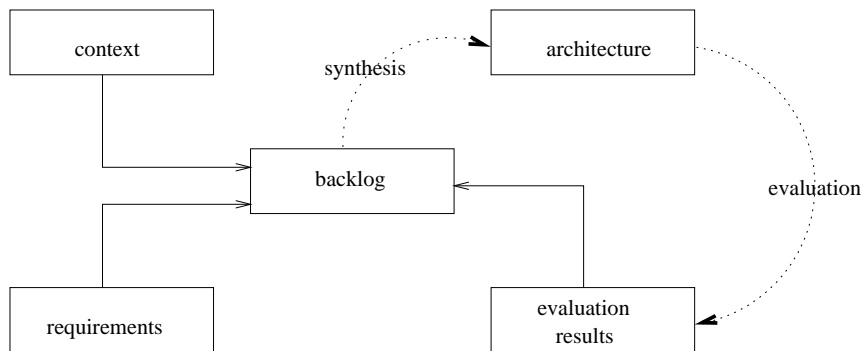 context
architecture
synthesis
backlog
evaluation
requirements
evaluation
results